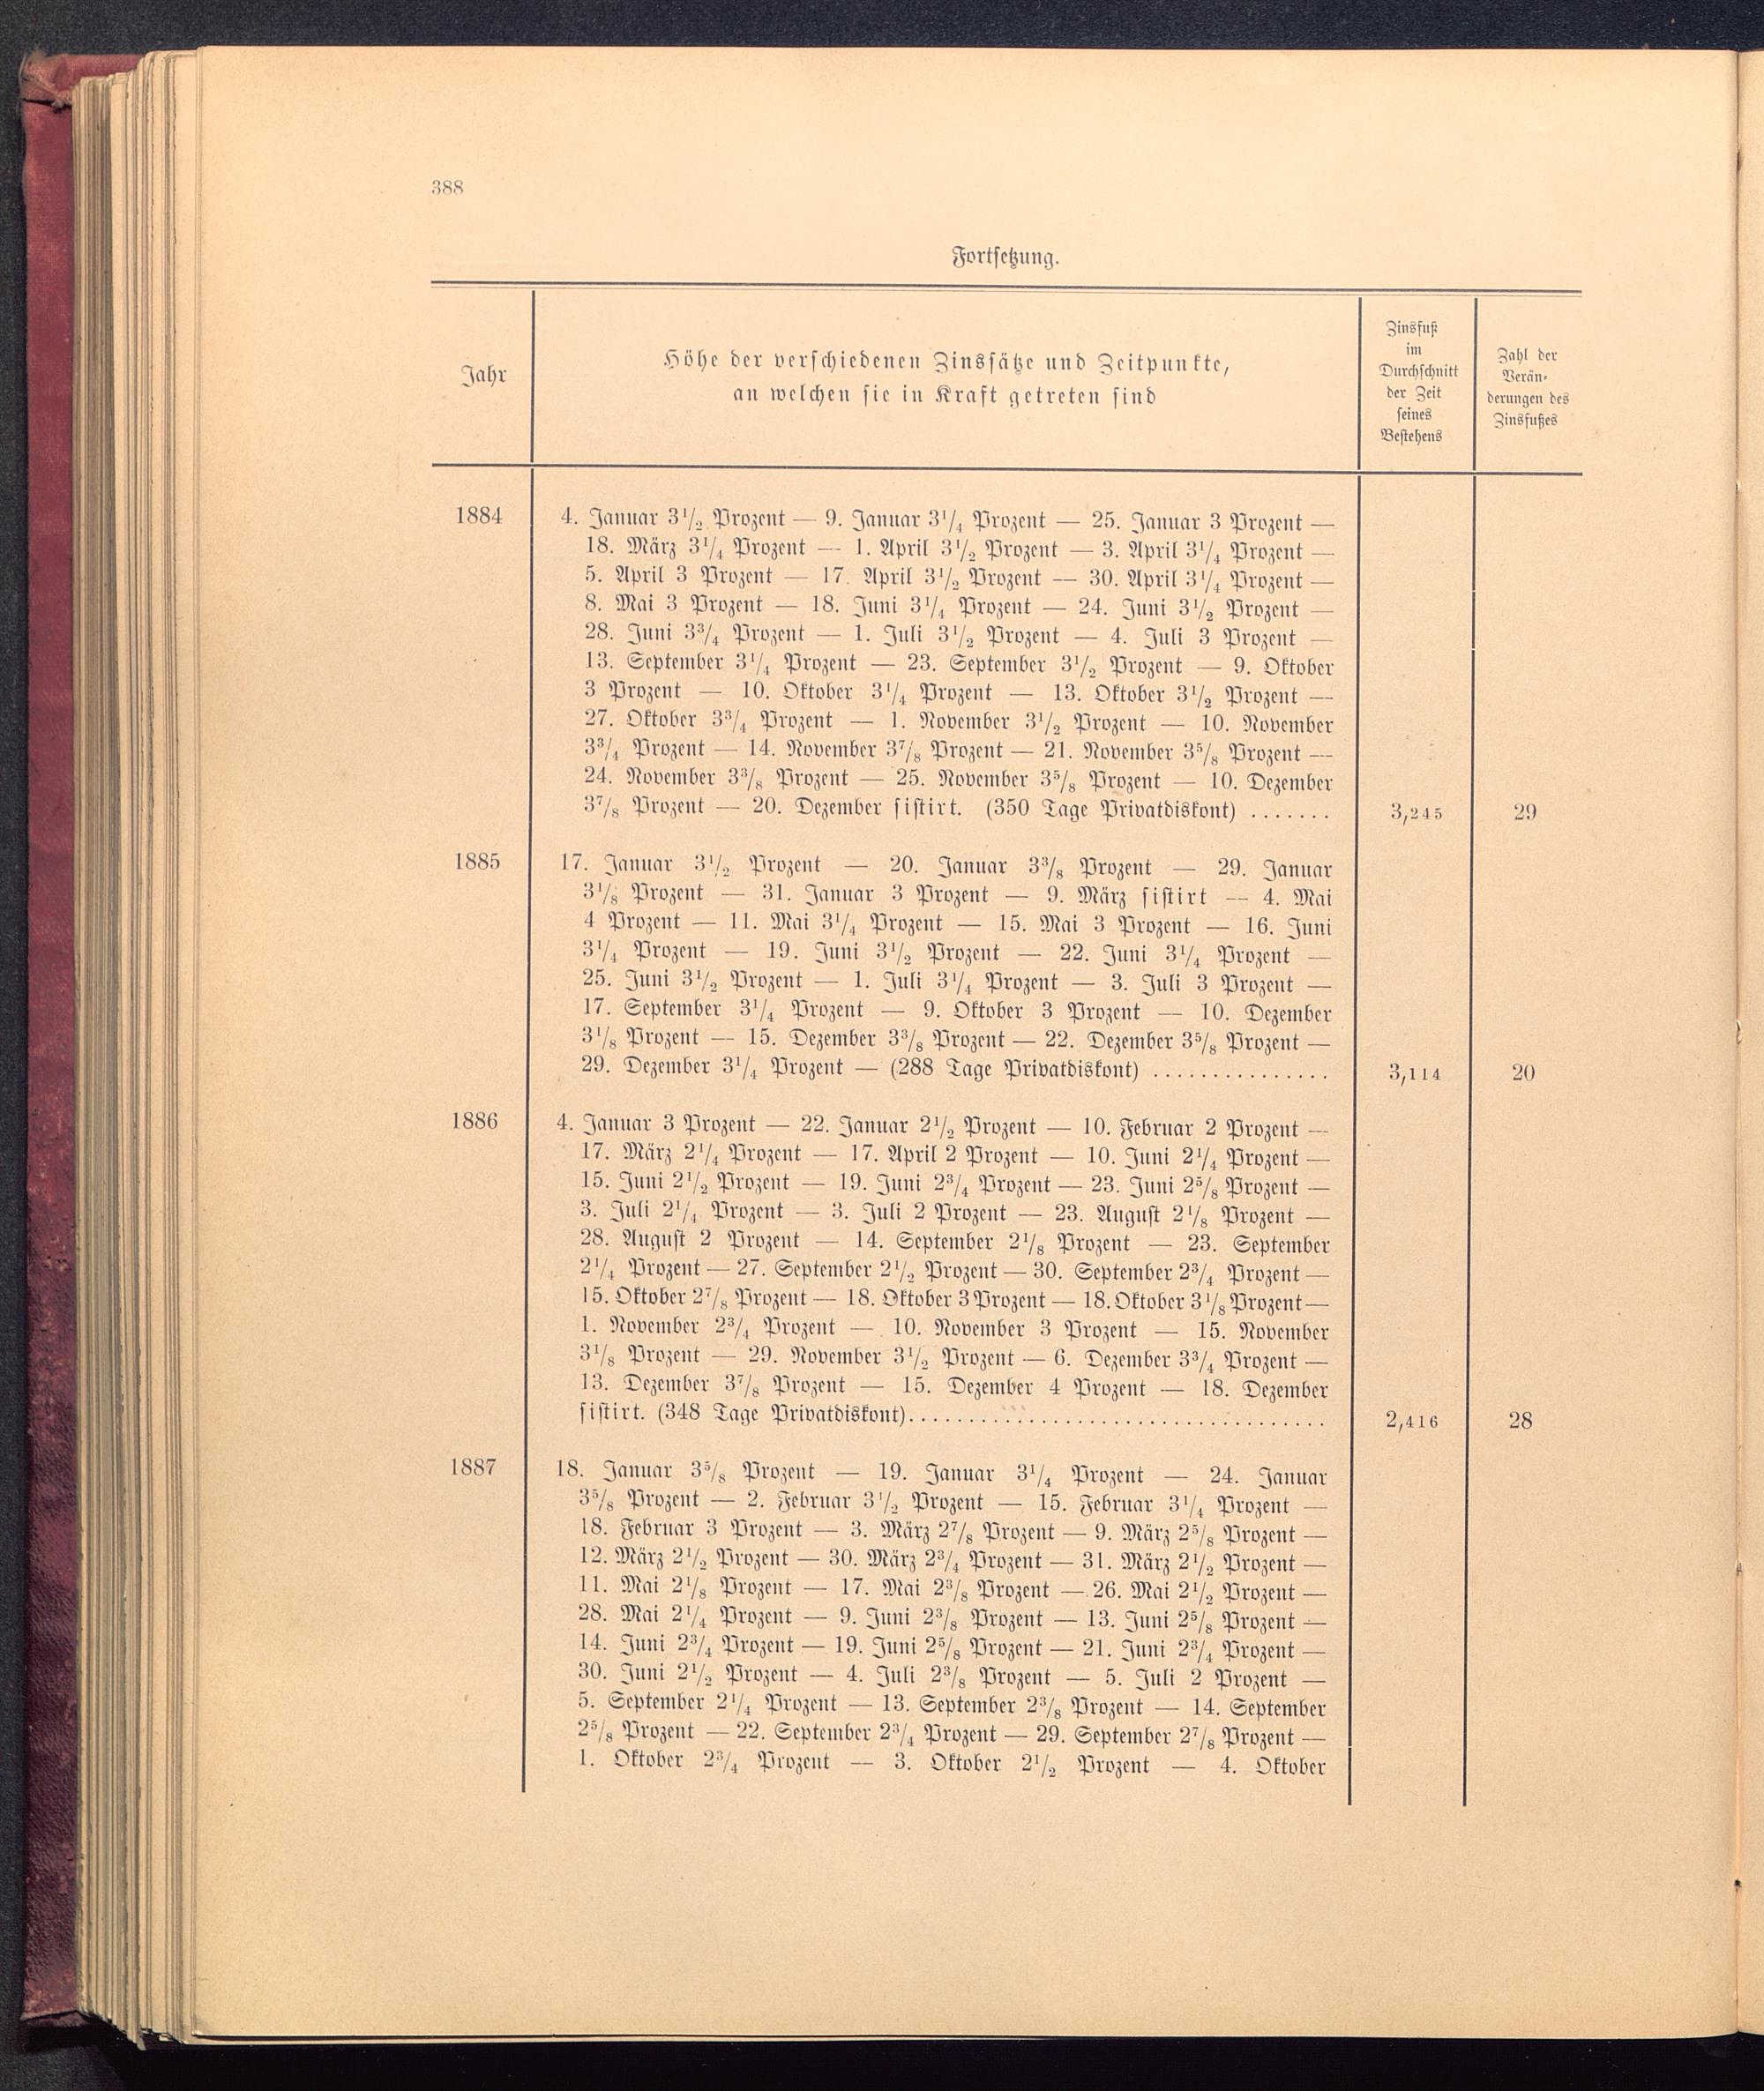 388
Fortsetzung.
Jahr
Höhe der verschiedenen Zinssätze und Zeitpunkte,
an welchen sie in Kraft getreten sind
Zinsfuß
im
Durchschnitt
der Zeit
seines
Bestehens
Zahl der
Verän-
derungen des
Zinsfußes
1884 4. Januar 3 1/2 Prozent — 9. Januar 3 1/4 Prozent — 25. Januar 3 Prozent —
18. März 3 1/4 Prozent — 1. April 3 1/2 Prozent — 3. April 3 1/4 Prozent —
5. April 3 Prozent — 17. April 3 1/2 Prozent — 30. April 3 1/4 Prozent —
8. Mai 3 Prozent — 18. Juni 3 1/4 Prozent — 24. Juni 3 1/2 Prozent —
28. Juni 3 3/4 Prozent — 1. Juli 3 1/2 Prozent — 4. Juli 3 Prozent —
13. September 3 1/4 Prozent — 23. September 3 1/2 Prozent — 9. Oktober
3 Prozent — 10. Oktober 3 1/4 Prozent — 13. Oktober 3 1/2 Prozent —
27. Oktober 3 3/4 Prozent — 1. November 3 1/2 Prozent — 10. November
3 3/4 Prozent — 14. November 3 7/8 Prozent — 21. November 3 5/8 Prozent —
24. November 3 3/8 Prozent — 25. November 3 5/8 Prozent — 10. Dezember
3 7/8 Prozent — 20. Dezember sistirt. (350 Tage Privatdiskont) ....... 3,245 29
1885 17. Januar 3 1/2 Prozent — 20. Januar 3 3/8 Prozent — 29. Januar
3 1/8 Prozent — 31. Januar 3 Prozent — 9. März sistirt — 4. Mai
4 Prozent — 11. Mai 3 1/4 Prozent — 15. Mai 3 Prozent — 16. Juni
3 1/4 Prozent — 19. Juni 3 1/2 Prozent — 22. Juni 3 1/4 Prozent —
25. Juni 3 1/2 Prozent — 1. Juli 3 1/4 Prozent — 3. Juli 3 Prozent —
17. September 3 1/4 Prozent — 9. Oktober 3 Prozent — 10. Dezember
3 1/8 Prozent — 15. Dezember 3 3/8 Prozent — 22. Dezember 3 5/8 Prozent —
29. Dezember 3 1/4 Prozent — (288 Tage Privatdiskont) ............... 3,114 20
1886 4. Januar 3 Prozent — 22. Januar 2 1/2 Prozent — 10. Februar 2 Prozent —
17. März 2 1/4 Prozent — 17. April 2 Prozent — 10. Juni 2 1/4 Prozent —
15. Juni 2 1/2 Prozent — 19. Juni 2 3/4 Prozent — 23. Juni 2 5/8 Prozent —
3. Juli 2 1/4 Prozent — 3. Juli 2 Prozent — 23. August 2 1/8 Prozent —
28. August 2 Prozent — 14. September 2 1/8 Prozent — 23. September
2 1/4 Prozent — 27. September 2 1/2 Prozent — 30. September 2 3/4 Prozent —
15. Oktober 2 7/8 Prozent — 18. Oktober 3 Prozent — 18. Oktober 3 1/8 Prozent —
1. November 2 3/4 Prozent — 10. November 3 Prozent — 15. November
3 1/8 Prozent — 29. November 3 1/2 Prozent — 6. Dezember 3 3/4 Prozent —
13. Dezember 3 7/8 Prozent — 15. Dezember 4 Prozent — 18. Dezember
sistirt. (348 Tage Privatdiskont).................................. 2,416 28
1887 18. Januar 3 5/8 Prozent — 19. Januar 3 1/4 Prozent — 24. Januar
3 5/8 Prozent — 2. Februar 3 1/2 Prozent — 15. Februar 3 1/4 Prozent —
18. Februar 3 Prozent — 3. März 2 7/8 Prozent — 9. März 2 5/8 Prozent —
12. März 2 1/2 Prozent — 30. März 2 3/4 Prozent — 31. März 2 1/2 Prozent —
11. Mai 2 1/8 Prozent — 17. Mai 2 3/8 Prozent — 26. Mai 2 1/2 Prozent —
28. Mai 2 1/4 Prozent — 9. Juni 2 3/8 Prozent — 13. Juni 2 5/8 Prozent —
14. Juni 2 3/4 Prozent — 19. Juni 2 5/8 Prozent — 21. Juni 2 3/4 Prozent —
30. Juni 2 1/2 Prozent — 4. Juli 2 3/8 Prozent — 5. Juli 2 Prozent —
5. September 2 1/4 Prozent — 13. September 2 3/8 Prozent — 14. September
2 5/8 Prozent — 22. September 2 3/4 Prozent — 29. September 2 7/8 Prozent —
1. Oktober 2 3/4 Prozent — 3. Oktober 2 1/2 Prozent — 4. Oktober